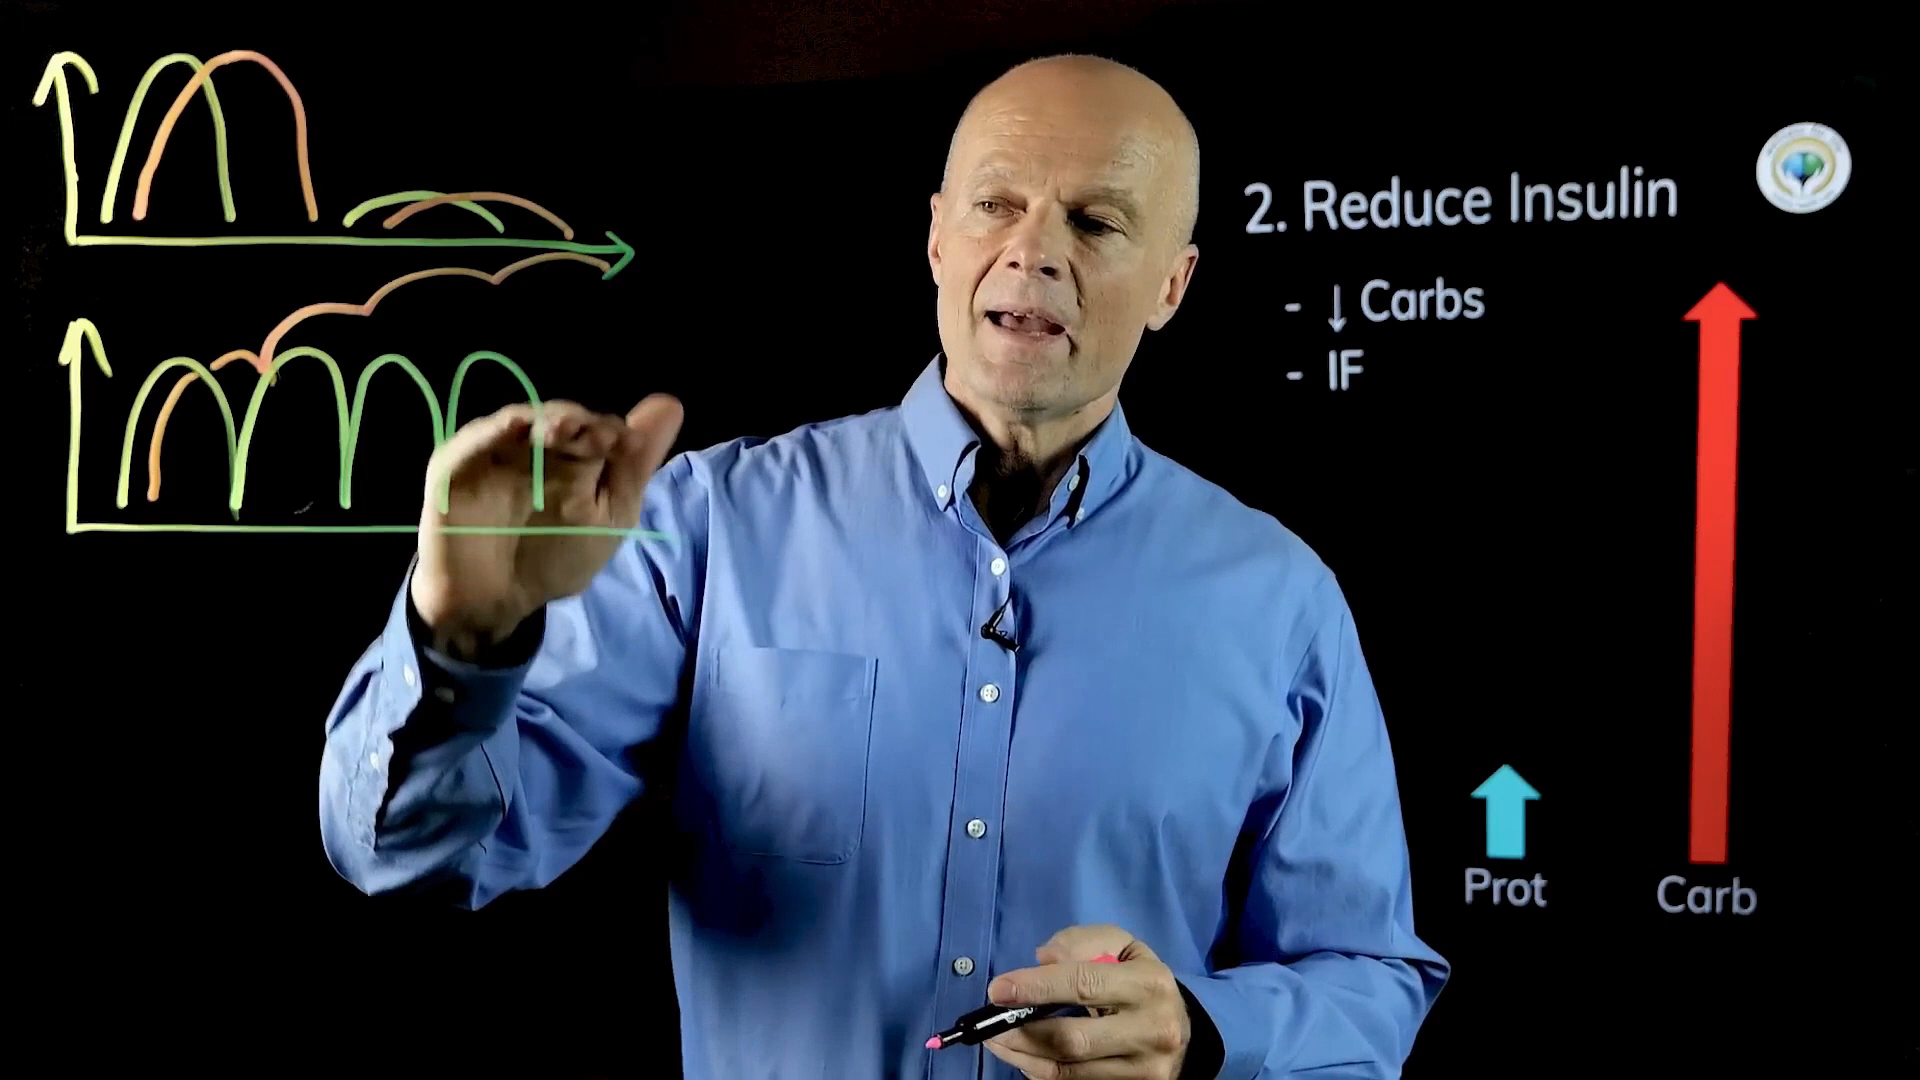 2. Reduce Insulin
- ↓ Carbs
- IF
Prot
Carb